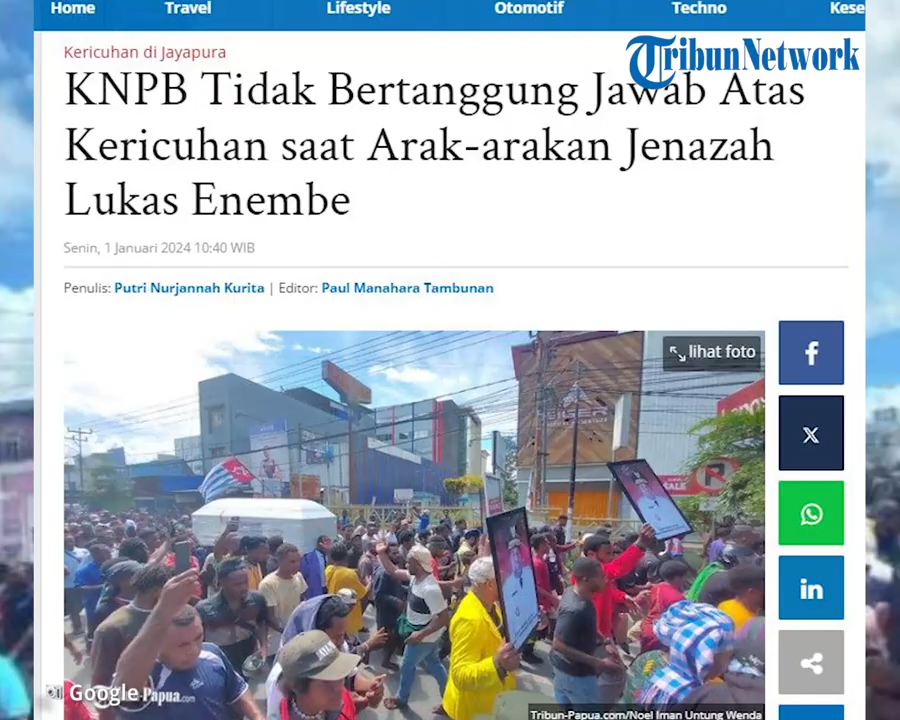 Home Travel Lifestyle Otomotif Techno Kese
Kericuhan di Jayapura
TribunNetwork
KNPB Tidak Bertanggung Jawab Atas
Kericuhan saat Arak-arakan Jenazah
Lukas Enembe
Senin, 1 Januari 2024 10:40 WIB
Penulis: Putri Nurjannah Kurita | Editor: Paul Manahara Tambunan
lihat foto
EIGER
SALE
Google Papua.com
Tribun-Papua.com/Noel Iman Untung Wenda